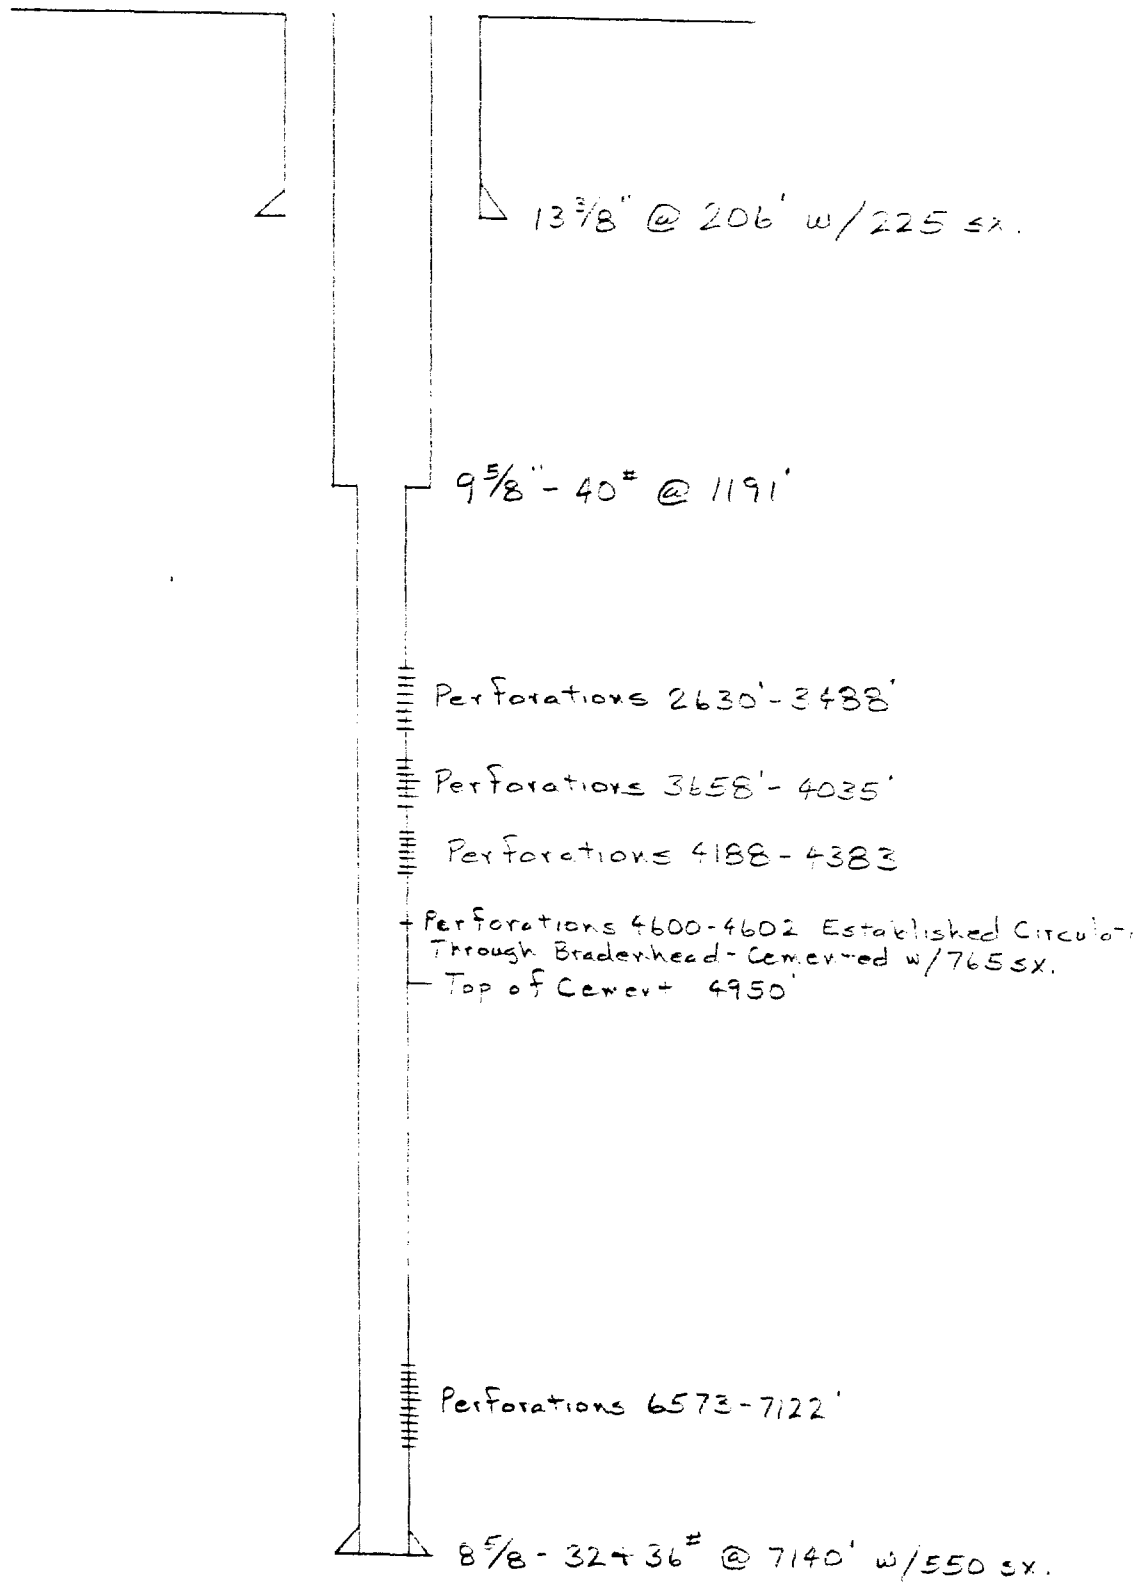 13 3/8" @ 206' w/225 sx.
9 5/8" - 40# @ 1191'
Perforations 2630' - 3488'
Perforations 3658' - 4035'
Perforations 4188 - 4383
Perforations 4600-4602 Established
Through Bradenhead - Cemented w/765 sx.
Top of Cement 4950'
Perforations 6573-7122'
8 5/8 - 32+36# @ 7140' w/550 sx.